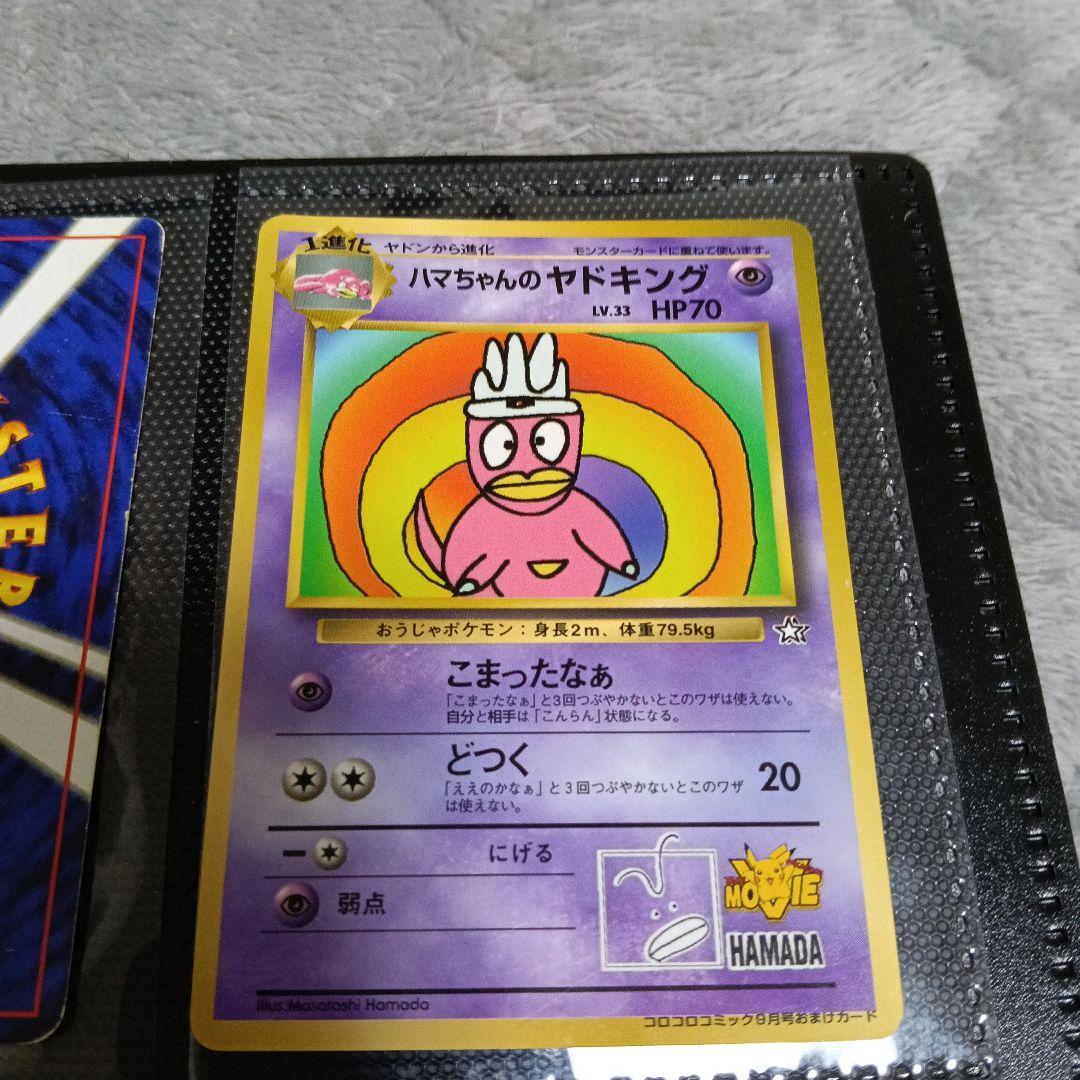 1進化
ヤドンから進化
モンスターカードに重ねて使います。
ハマちゃんのヤドキング
LV.33 HP70
おうじゃポケモン：身長2m、体重79.5kg
こまったなぁ
「こまったなぁ」と3回つぶやかないとこのワザは使えない。
自分と相手は「こんらん」状態になる。
どつく
「ええのかなぁ」と3回つぶやかないとこのワザ
は使えない。
20
にげる
弱点
MOVIE
HAMADA
Illus. Masatoshi Hamada
コロコロコミック9月号おまけカード
STER